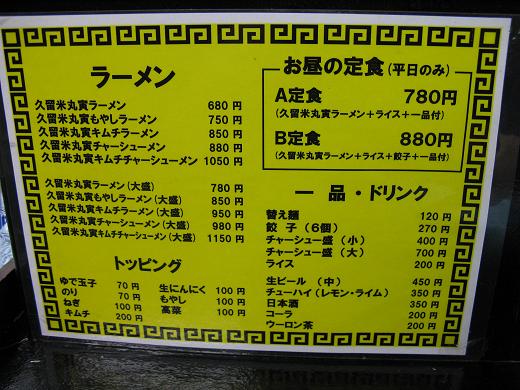 ラーメン
久留米丸寅ラーメン 680円
久留米丸寅もやしラーメン 750円
久留米丸寅キムチラーメン 850円
久留米丸寅チャーシューメン 880円
久留米丸寅キムチチャーシューメン 1050円
久留米丸寅ラーメン(大盛) 780円
久留米丸寅もやしラーメン(大盛) 850円
久留米丸寅キムチラーメン(大盛) 950円
久留米丸寅チャーシューメン(大盛) 980円
久留米丸寅キムチチャーシューメン(大盛) 1150円
トッピング
ゆで玉子 70円 生にんにく 100円
のり 70円 もやし 100円
ねぎ 100円 高菜 100円
キムチ 200円
お昼の定食(平日のみ)
A定食 780円
(久留米丸寅ラーメン+ライス+一品付)
B定食 880円
(久留米丸寅ラーメン+ライス+餃子+一品付)
一品・ドリンク
替え麺 120円
餃子(6個) 270円
チャーシュー盛(小) 400円
チャーシュー盛(大) 700円
ライス 200円
生ビール(中) 450円
チューハイ(レモン・ライム) 350円
日本酒 350円
コーラ 200円
ウーロン茶 200円